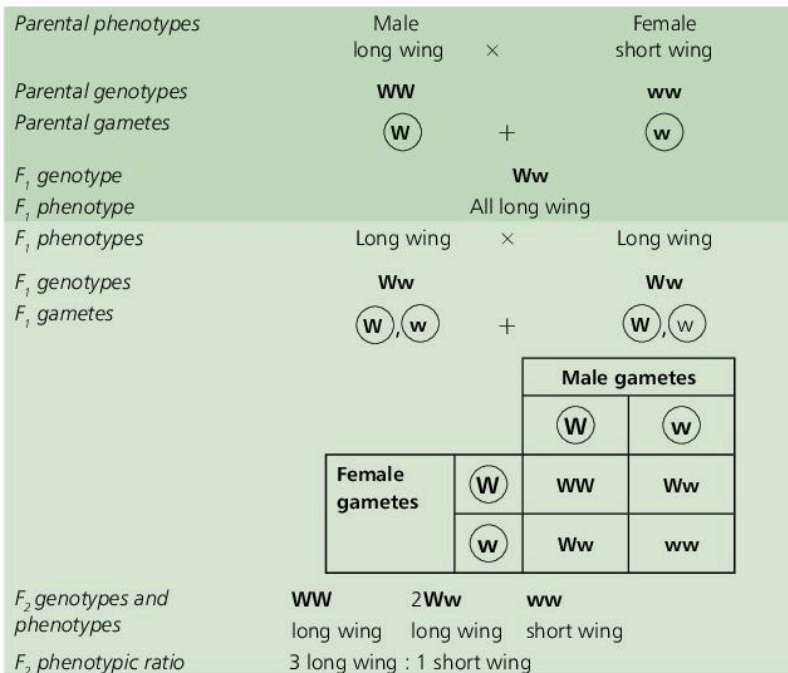 Parental phenotypes Male Female
long wing × short wing
Parental genotypes WW ww
Parental gametes W + w
F1 genotype Ww
F1 phenotype All long wing
F1 phenotypes Long wing × Long wing
F1 genotypes Ww Ww
F1 gametes W, w + W, w
Male gametes
W w
Female gametes W WW Ww
w Ww ww
F2 genotypes and WW 2Ww ww
phenotypes long wing long wing short wing
F2 phenotypic ratio 3 long wing : 1 short wing